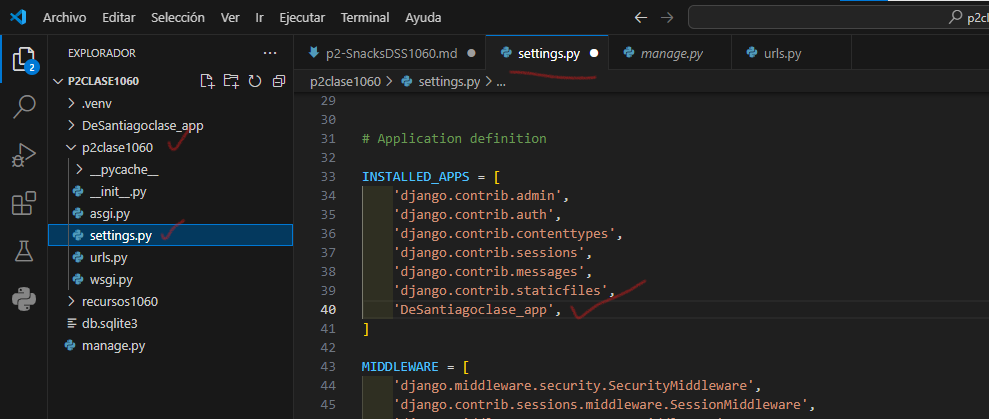 Archivo Editar Selección Ver Ir Ejecutar Terminal Ayuda
p2cl
EXPLORADOR
P2CLASE1060
.venv
DeSantiagoclase_app
p2clase1060
__pycache__
__init__.py
asgi.py
settings.py
urls.py
wsgi.py
recursos1060
db.sqlite3
manage.py
2
p2-SnacksDSS1060.md settings.py manage.py urls.py
p2clase1060 > settings.py > ...
29
30
31 # Application definition
32
33 INSTALLED_APPS = [
34 'django.contrib.admin',
35 'django.contrib.auth',
36 'django.contrib.contenttypes',
37 'django.contrib.sessions',
38 'django.contrib.messages',
39 'django.contrib.staticfiles',
40 'DeSantiagoclase_app',
41 ]
42
43 MIDDLEWARE = [
44 'django.middleware.security.SecurityMiddleware',
45 'django.contrib.sessions.middleware.SessionMiddleware',